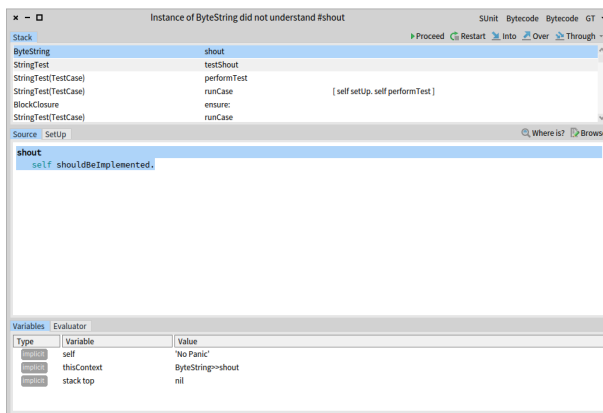 Instance of ByteString did not understand #shout
SUnit Bytecode Bytecode GT
Stack
Proceed Restart Into Over Through
ByteString shout
StringTest testShout
StringTest(TestCase) performTest
StringTest(TestCase) runCase [ self setUp. self performTest ]
BlockClosure ensure:
StringTest(TestCase) runCase
Source SetUp Where is? Browse
shout
self shouldBeImplemented.
Variables Evaluator
Type Variable Value
implicit self 'No Panic'
implicit thisContext ByteString>>shout
implicit stack top nil